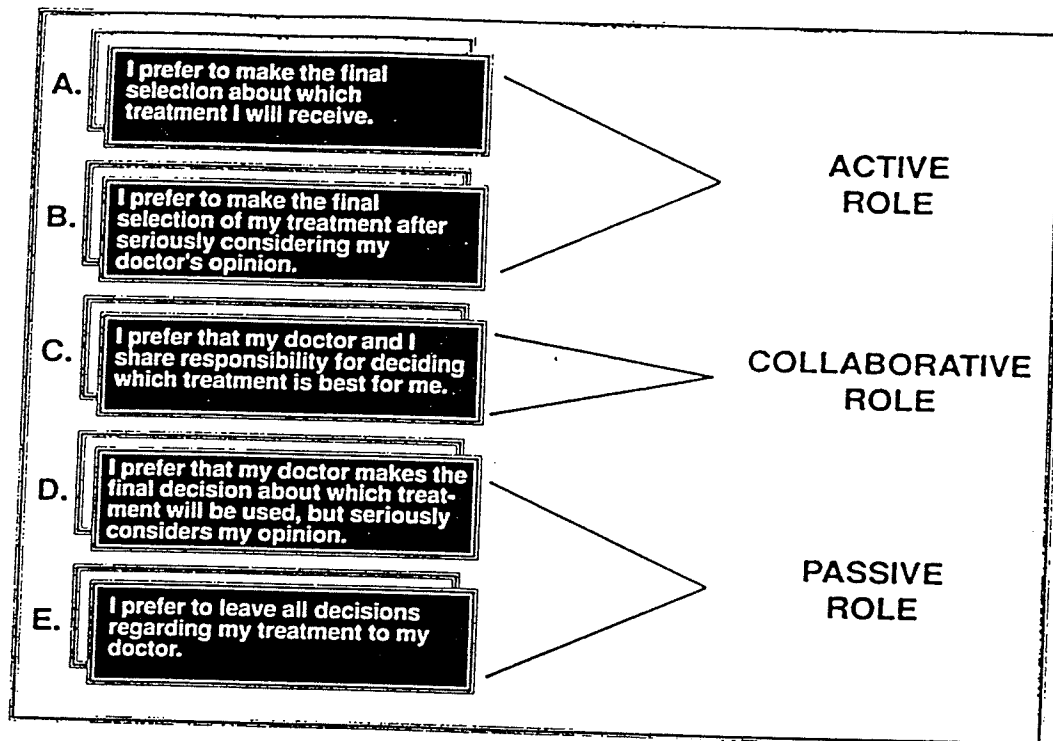 A.
I prefer to make the final
selection about which
treatment I will receive.
B.
I prefer to make the final
selection of my treatment after
seriously considering my
doctor's opinion.
ACTIVE
ROLE
C.
I prefer that my doctor and I
share responsibility for deciding
which treatment is best for me.
COLLABORATIVE
ROLE
D.
I prefer that my doctor makes the
final decision about which treat-
ment will be used, but seriously
considers my opinion.
E.
I prefer to leave all decisions
regarding my treatment to my
doctor.
PASSIVE
ROLE